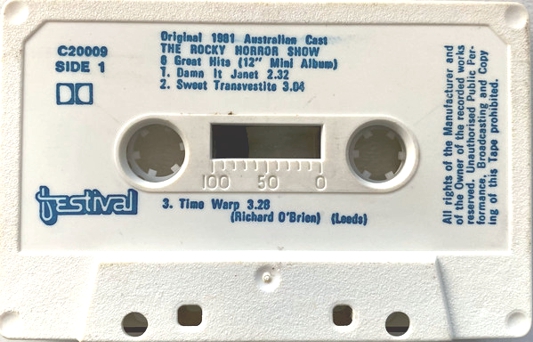 C20009
SIDE 1
Original 1981 Australian Cast
THE ROCKY HORROR SHOW
6 Great Hits (12" Mini Album)
1. Damn It Janet 2.32
2. Sweet Transvestite 3.04
100 50 0
festival
3. Time Warp 3.28
(Richard O'Brien) (Leeds)
All rights of the Manufacturer and
of the Owner of the recorded works
reserved. Unauthorised Public Per-
formance, Broadcasting and Copy
ing of this Tape prohibited.